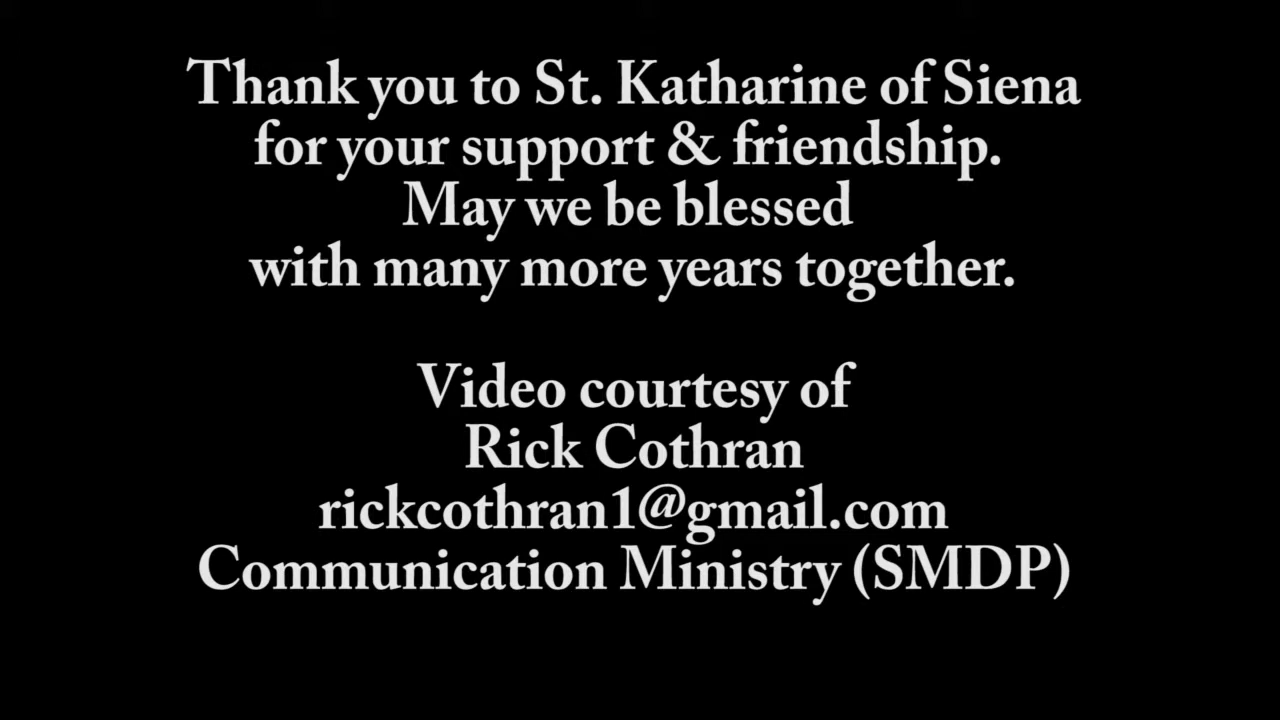 Thank you to St. Katharine of Siena
for your support & friendship.
May we be blessed
with many more years together.
Video courtesy of
Rick Cothran
rickcothran1@gmail.com
Communication Ministry (SMDP)